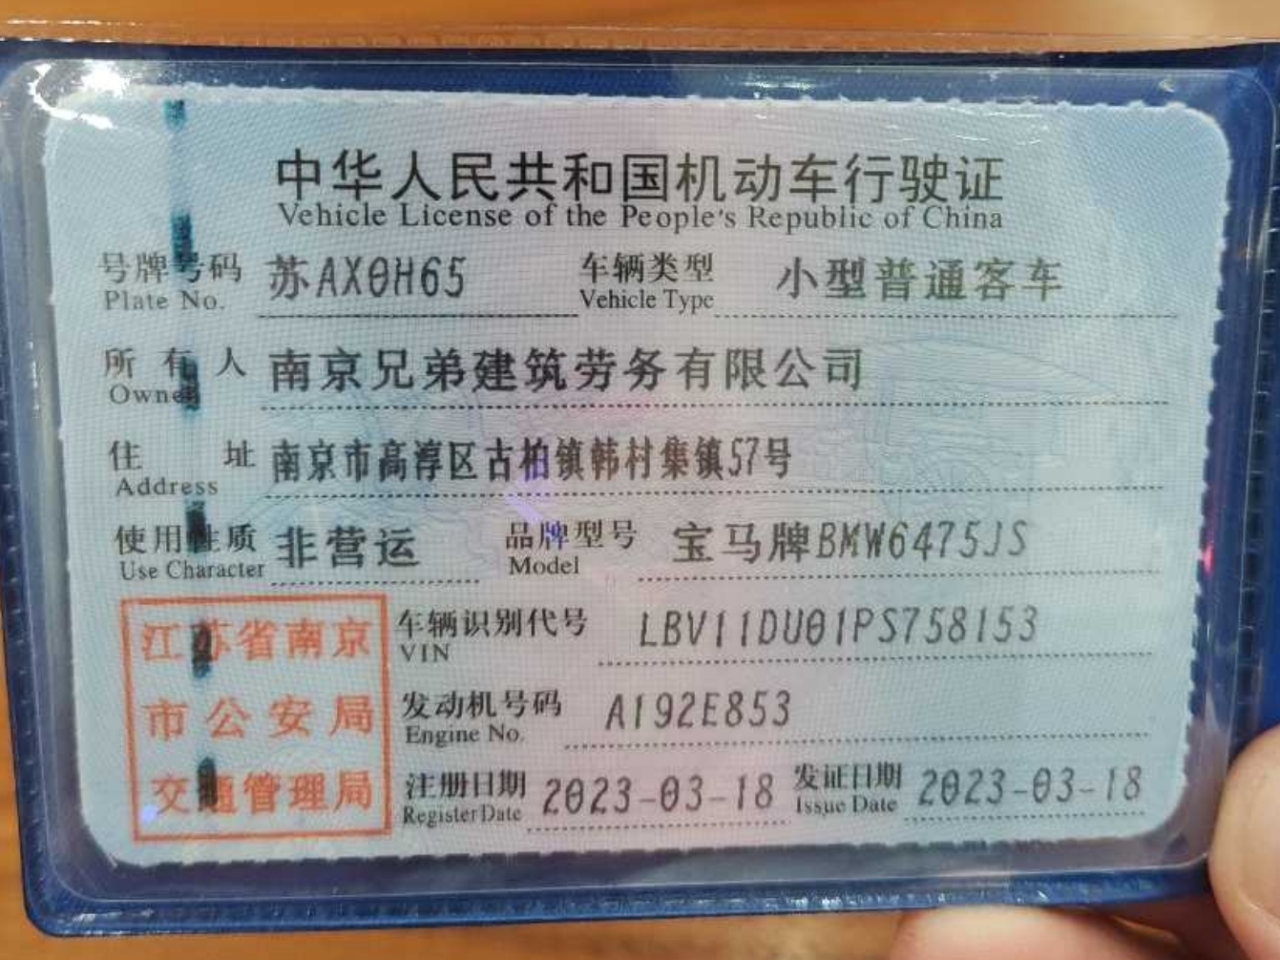 中华人民共和国机动车行驶证
Vehicle License of the People's Republic of China
号牌号码 苏AX0H65 车辆类型 小型普通客车
Plate No. Vehicle Type
所有人 南京兄弟建筑劳务有限公司
Owner
住址 南京市高淳区古柏镇韩村集镇57号
Address
使用性质 非营运 品牌型号 宝马牌BMW6475JS
Use Character Model
车辆识别代号 LBV11DU01PS758153
VIN
发动机号码 A192E853
Engine No.
注册日期 2023-03-18 发证日期 2023-03-18
Register Date Issue Date
江苏省南京
市公安局
交通管理局